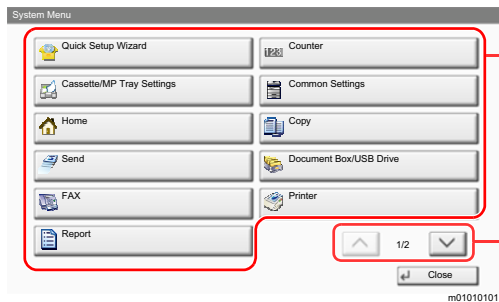 System Menu
Quick Setup Wizard
123 Counter
Cassette/MP Tray Settings
Common Settings
Home
Copy
Send
Document Box/USB Drive
FAX
Printer
Report
1/2
Close
m01010101